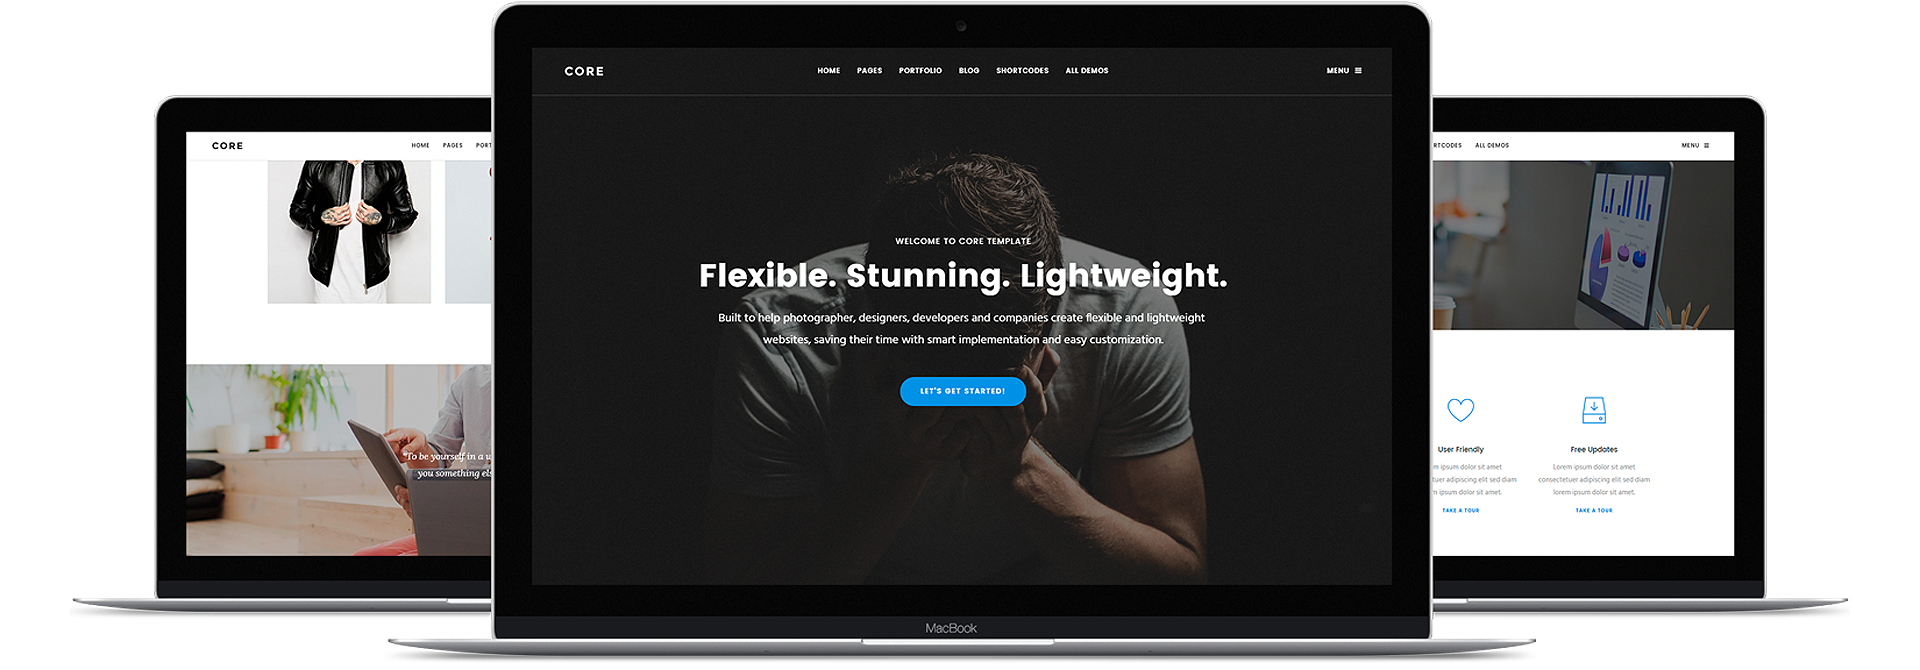 CORE
HOME PAGES PORTFOLIO BLOG SHORTCODES ALL DEMOS
MENU
WELCOME TO CORE TEMPLATE
Flexible. Stunning. Lightweight.
Built to help photographer, designers, developers and companies create flexible and lightweight
websites, saving their time with smart implementation and easy customization.
LET'S GET STARTED!
MacBook
CORE
HOME PAGES PORT
"To be yourself in a
you something els
RTCODES ALL DEMOS
MENU
User Friendly
m ipsum dolor sit amet
tuer adipiscing elit sed diam
ipsum dolor sit amet.
TAKE A TOUR
Free Updates
Lorem ipsum dolor sit amet
consectetuer adipiscing elit sed diam
lorem ipsum dolor sit amet.
TAKE A TOUR